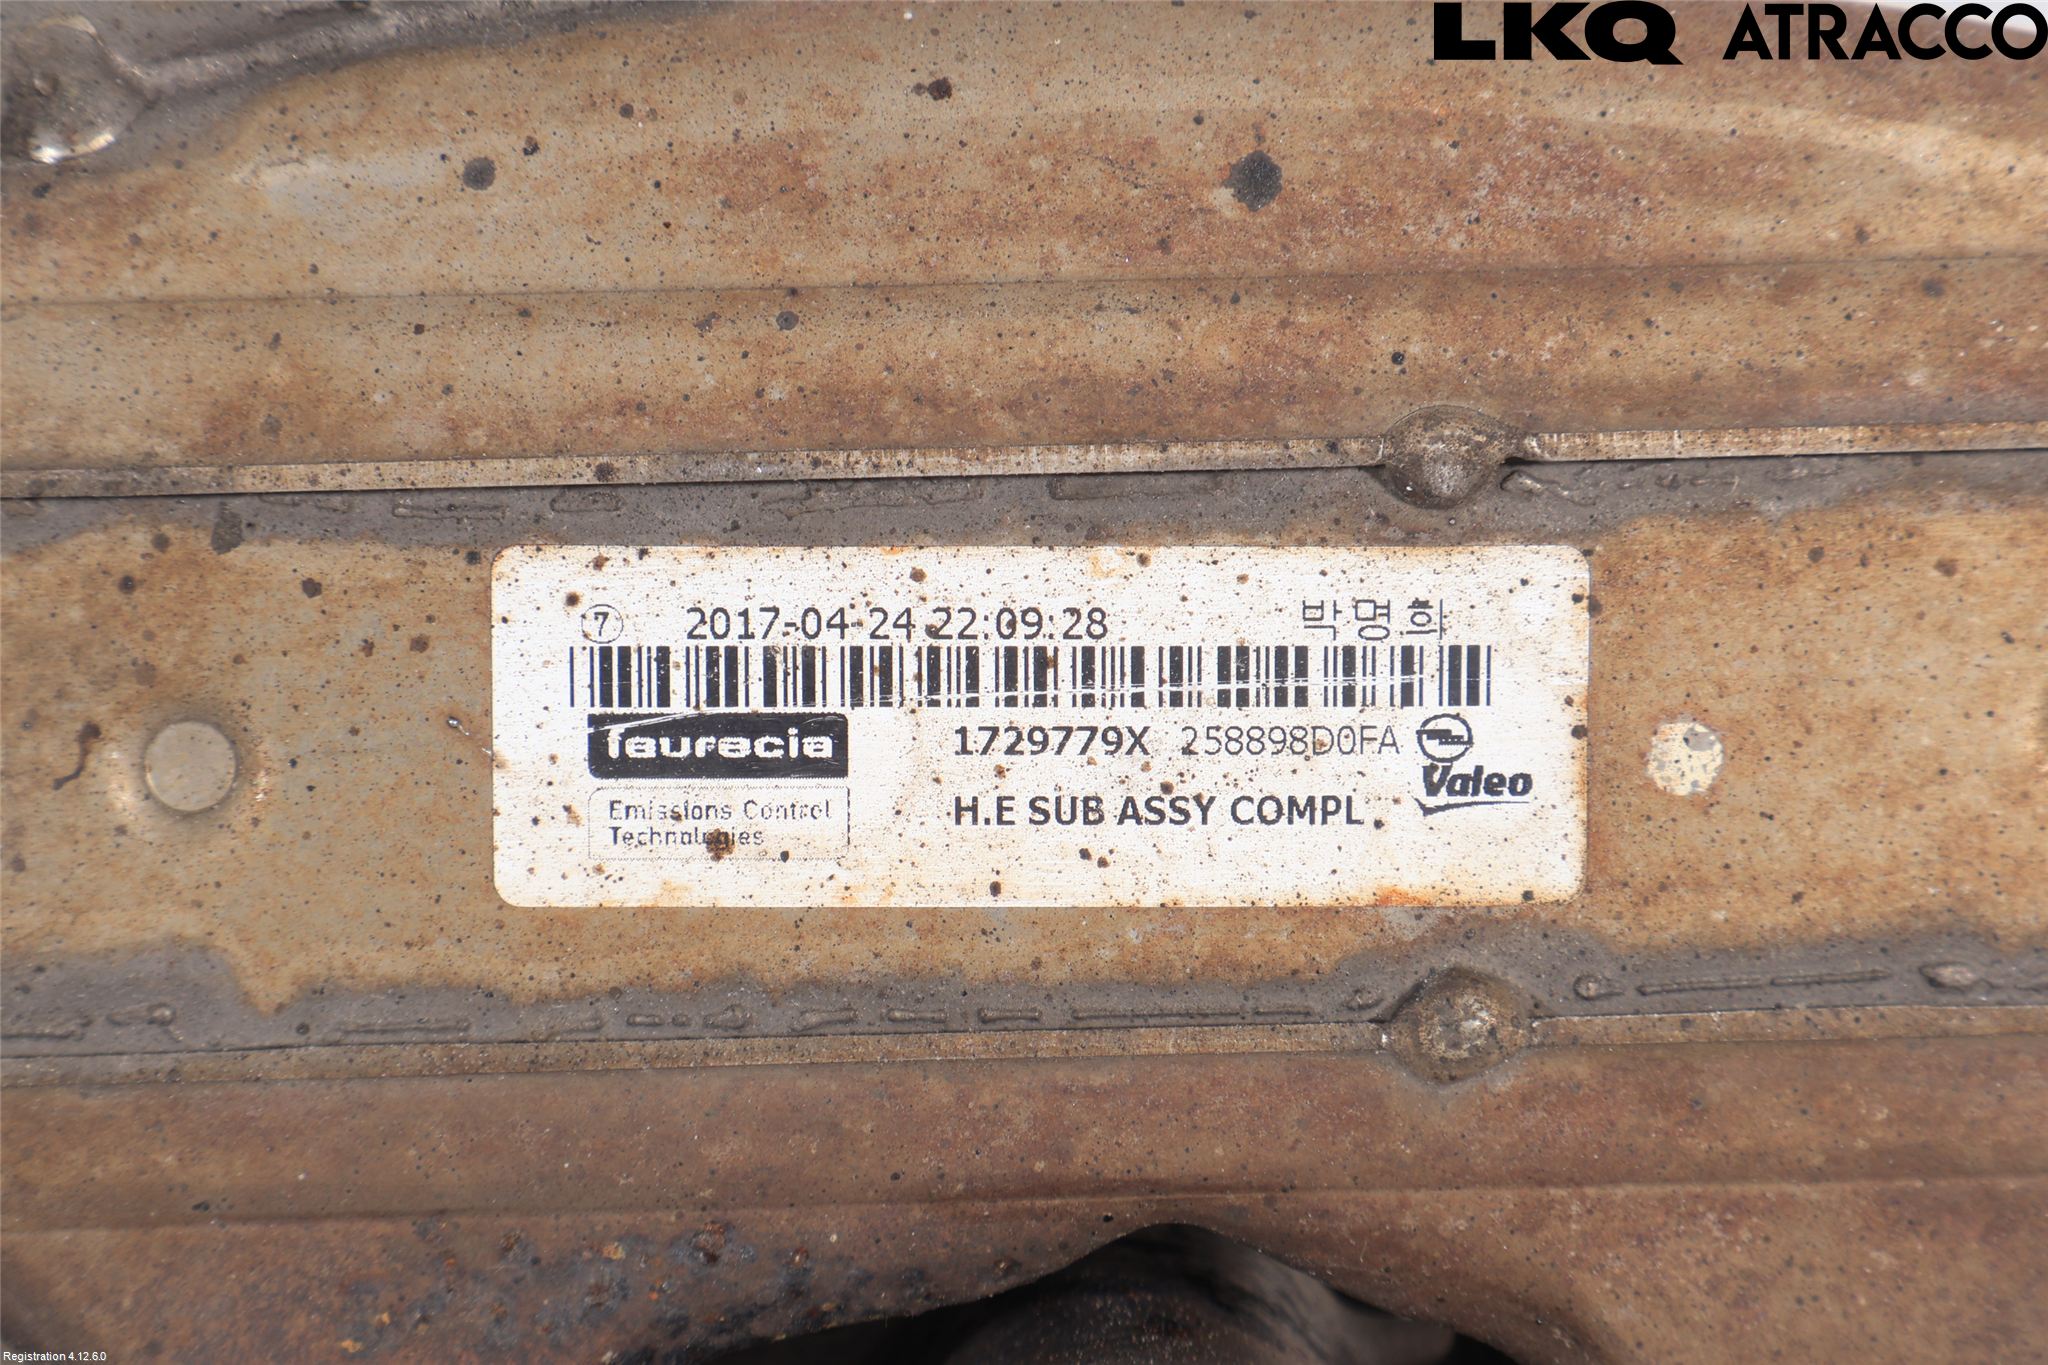 LKQ ATRACCO
⑦ 2017-04-24 22:09:28 박명희
faurecia 1729779X 258898D0FA
Valeo
Emissions Control H.E SUB ASSY COMPL
Technologies
Registration 4.12.6.0